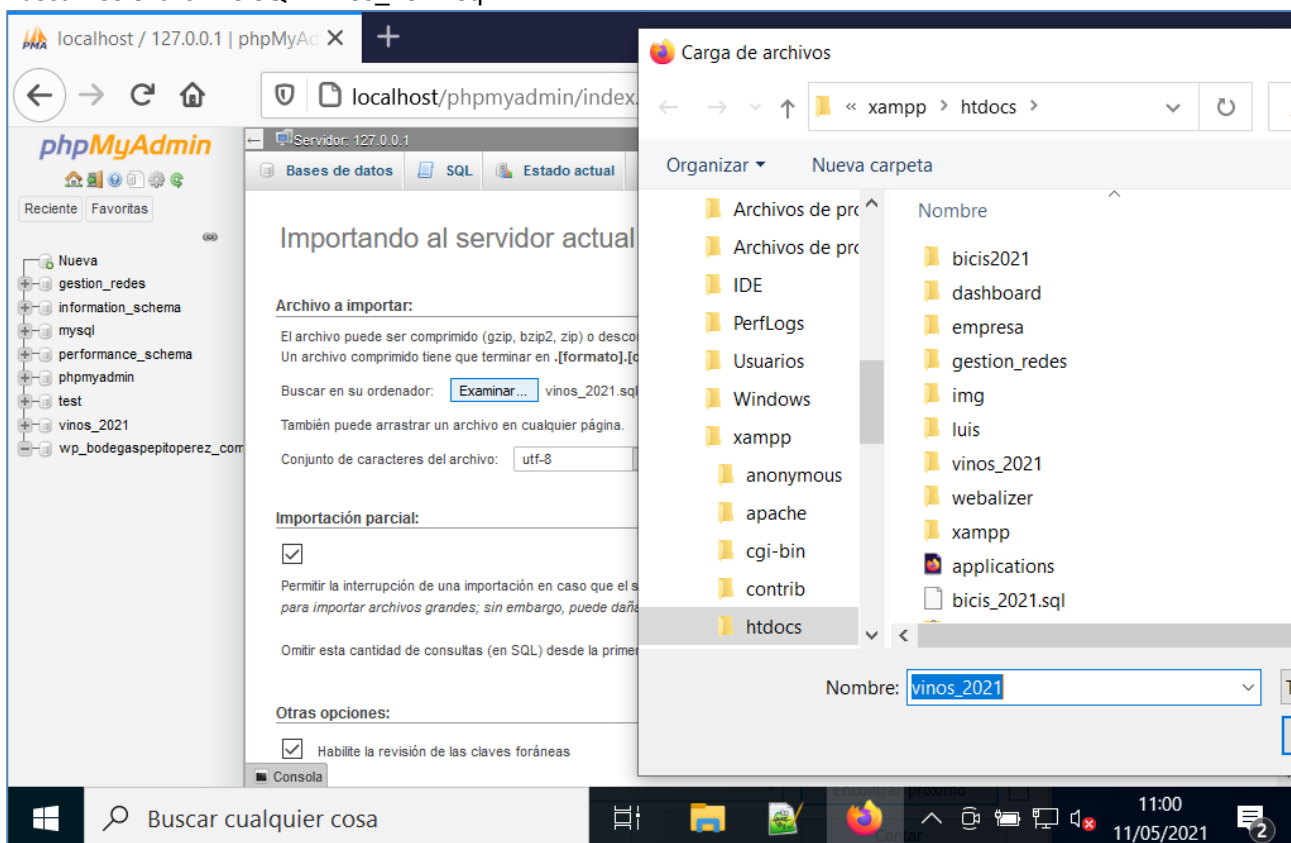 localhost / 127.0.0.1 | phpMyAd
localhost/phpmyadmin/index.
phpMyAdmin
Reciente Favoritas
Nueva
gestion_redes
information_schema
mysql
performance_schema
phpmyadmin
test
vinos_2021
wp_bodegaspepitoperez_com
Servidor: 127.0.0.1
Bases de datos SQL Estado actual
Importando al servidor actual
Archivo a importar:
El archivo puede ser comprimido (gzip, bzip2, zip) o
Un archivo comprimido tiene que terminar en .[formato].
Buscar en su ordenador: Examinar... vinos_2021.sql
También puede arrastrar un archivo en cualquier página.
Conjunto de caracteres del archivo: utf-8
Importación parcial:
Permitir la interrupción de una importación en caso que el
para importar archivos grandes; sin embargo, puede
Omitir esta cantidad de consultas (en SQL) desde la
Otras opciones:
Habilite la revisión de las claves foráneas
Consola
Carga de archivos
« xampp > htdocs >
Organizar Nueva carpeta
Archivos de pro
Archivos de pro
IDE
PerfLogs
Usuarios
Windows
xampp
anonymous
apache
cgi-bin
contrib
htdocs
Nombre
bicis2021
dashboard
empresa
gestion_redes
img
luis
vinos_2021
webalizer
xampp
applications
bicis_2021.sql
Nombre: vinos_2021
Encontrar próximo
Contar
Buscar cualquier cosa
11:00
11/05/2021
2